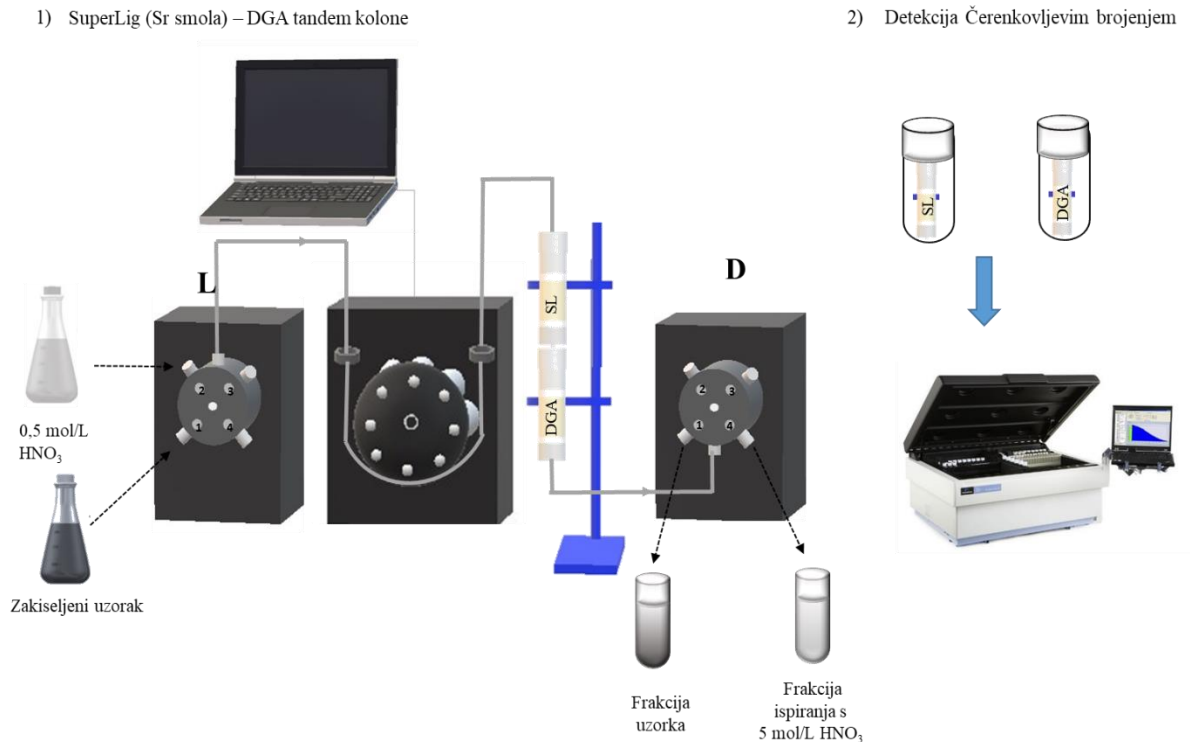 1) SuperLig (Sr smola) – DGA tandem kolone
2) Detekcija Čerenkovljevim brojenjem
L
D
SL
DGA
SL
DGA
2 3
1 4
2 3
1 4
0,5 mol/L
HNO₃
Zakiseljeni uzorak
Frakcija
uzorka
Frakcija
ispiranja s
5 mol/L HNO₃